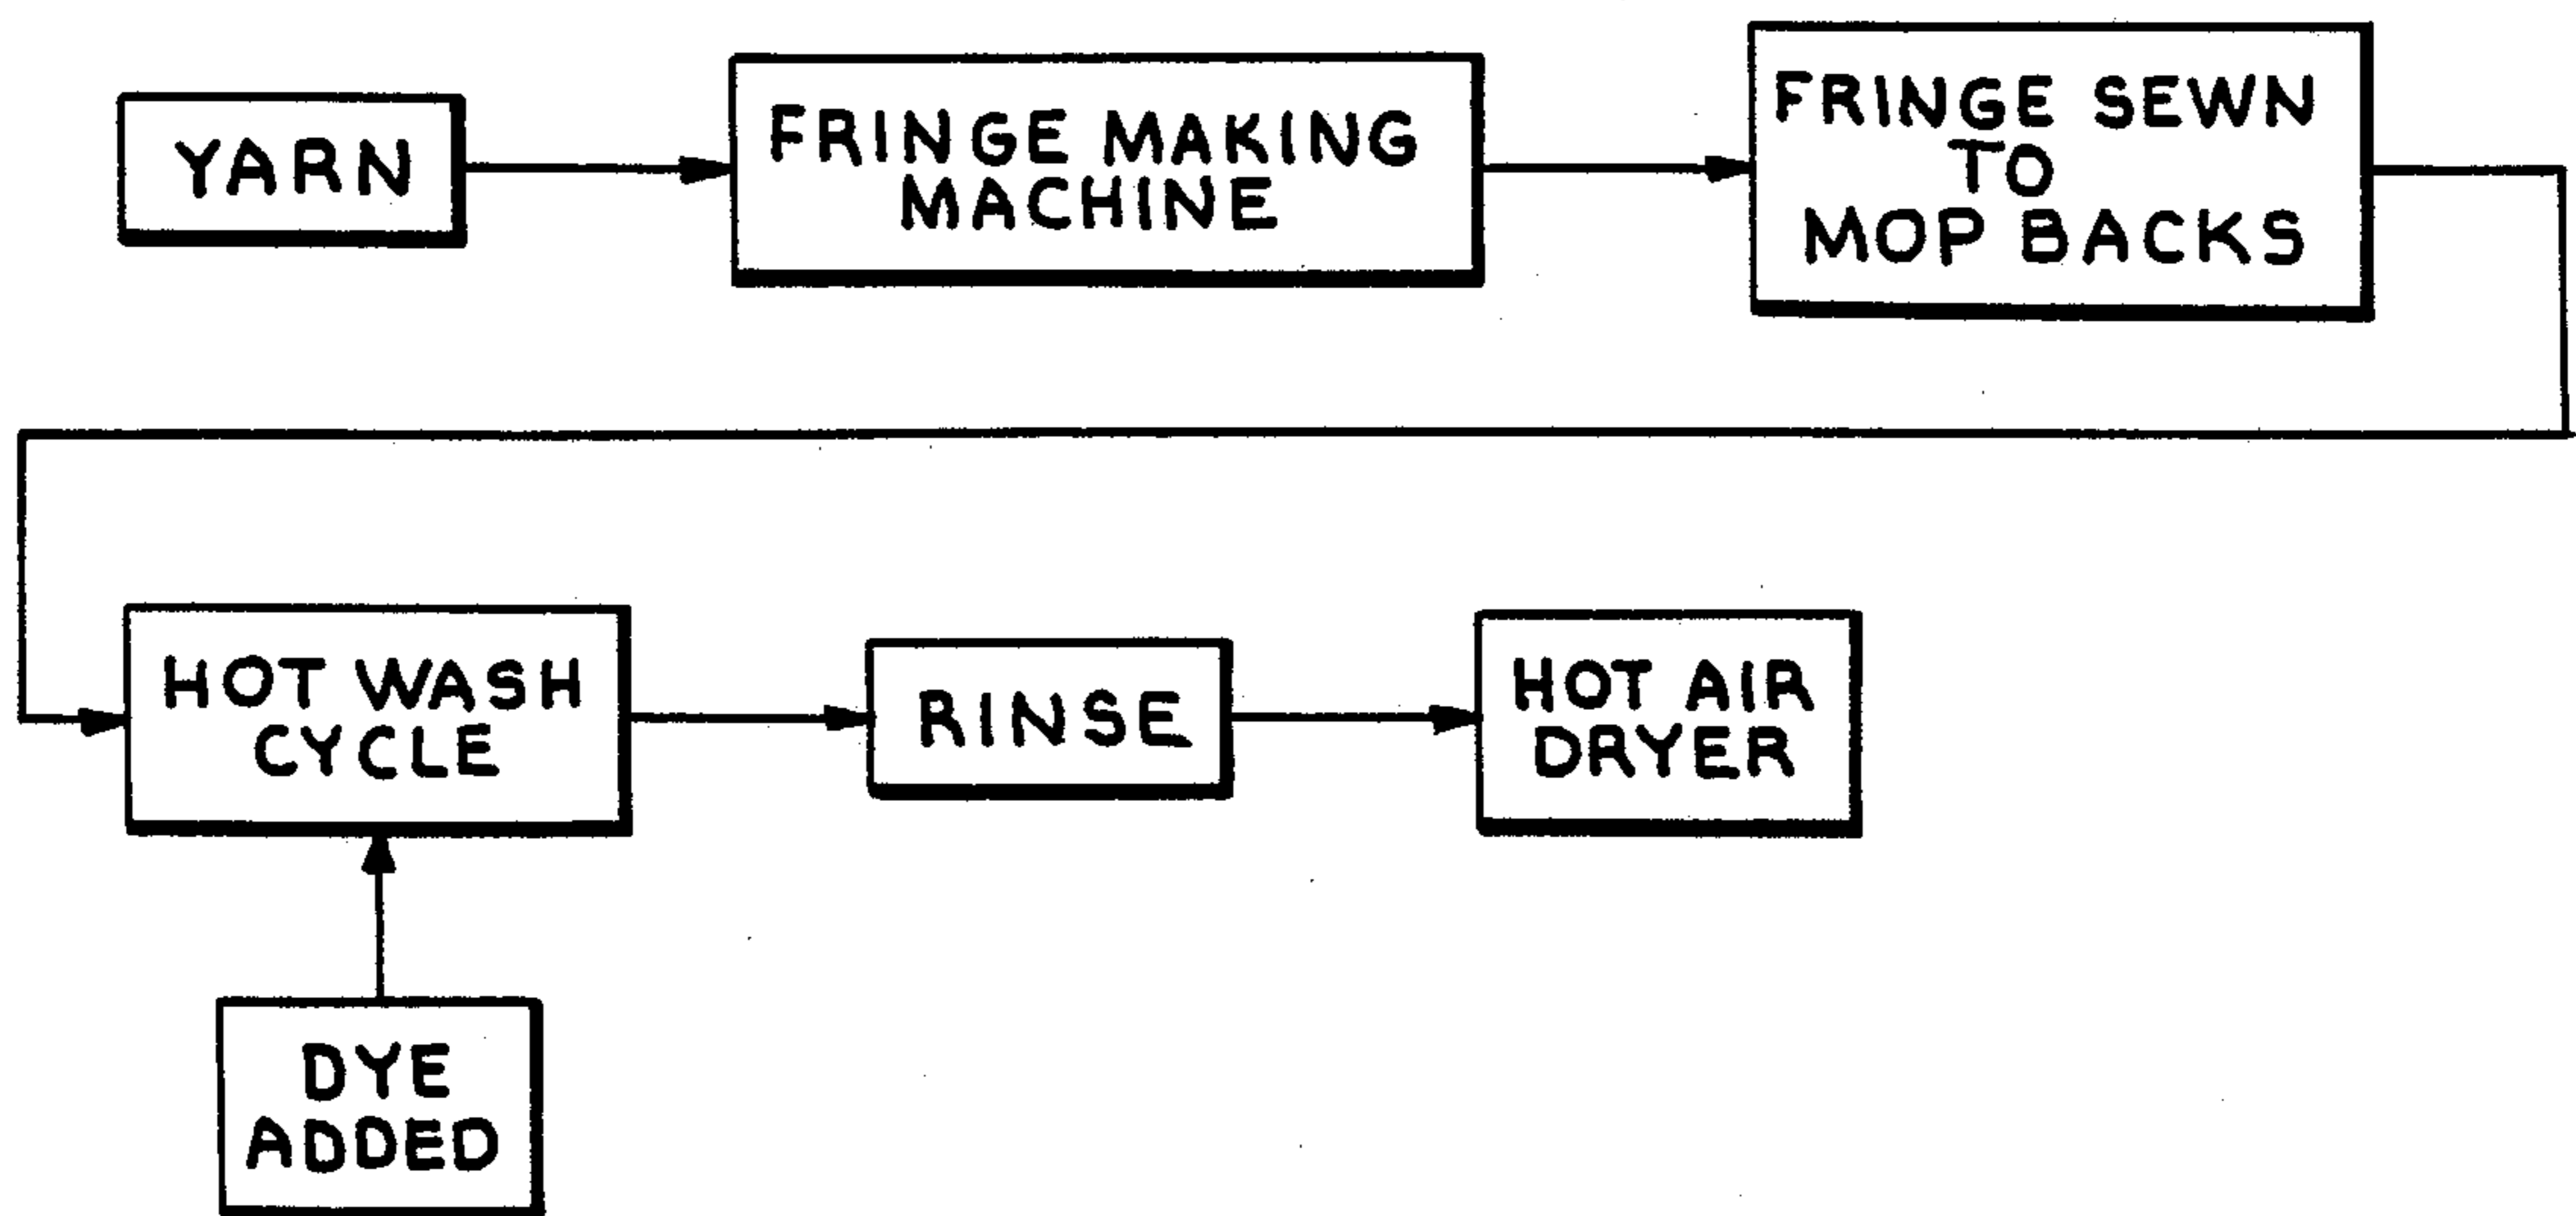 YARN
FRINGE MAKING
MACHINE
FRINGE SEWN
TO
MOP BACKS
HOT WASH
CYCLE
RINSE
HOT AIR
DRYER
DYE
ADDED